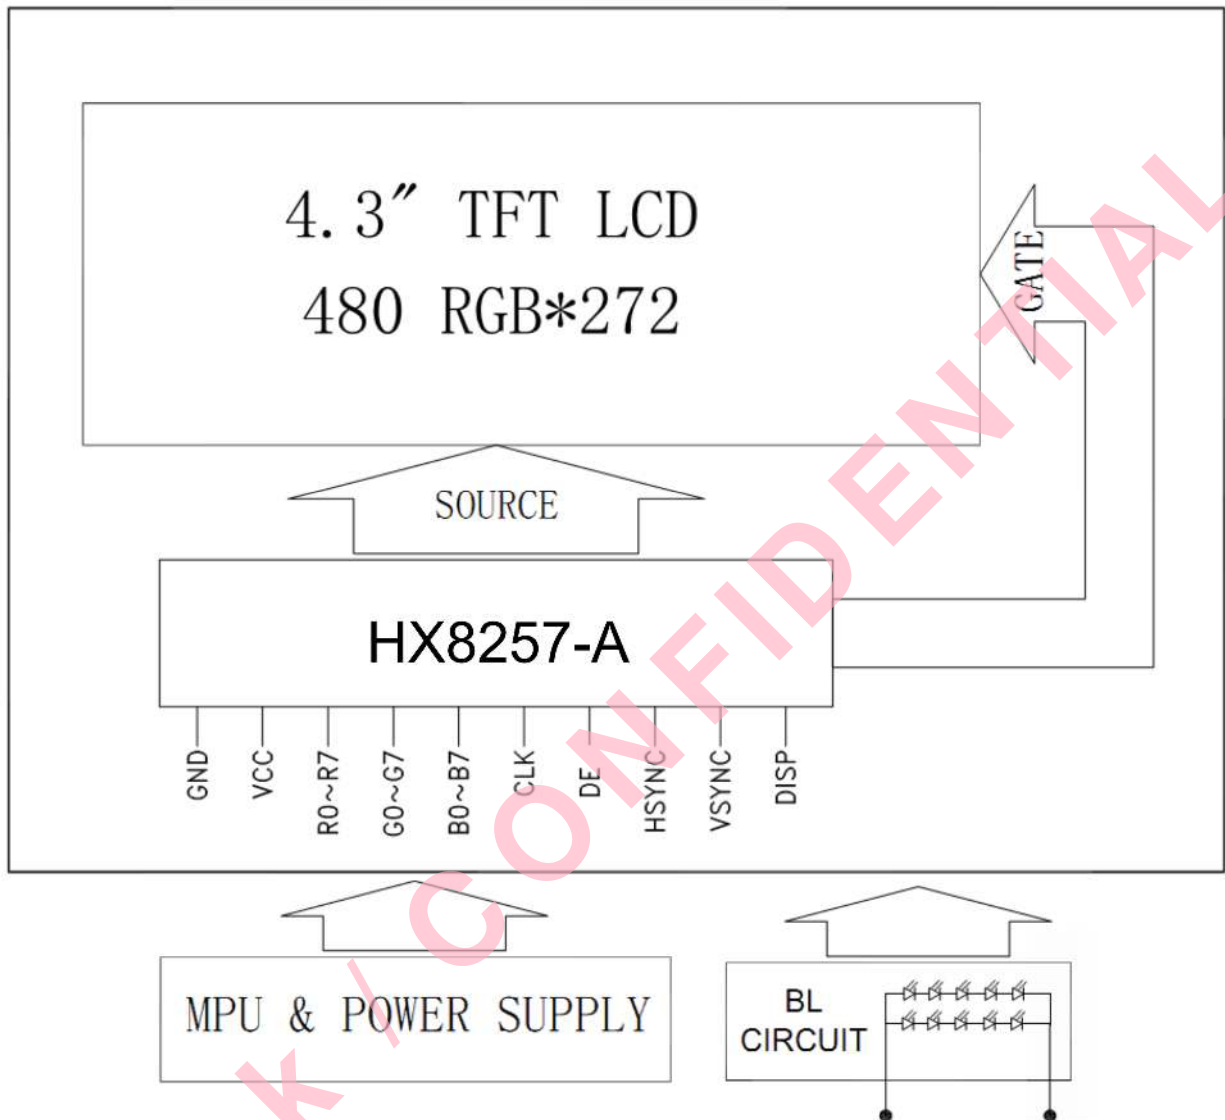 4.3″ TFT LCD
480 RGB*272
GATE
SOURCE
HX8257-A
GND
VCC
R0~R7
G0~G7
B0~B7
CLK
DE
HSYNC
VSYNC
DISP
MPU & POWER SUPPLY
BL
CIRCUIT
k / CONFIDENTIAL